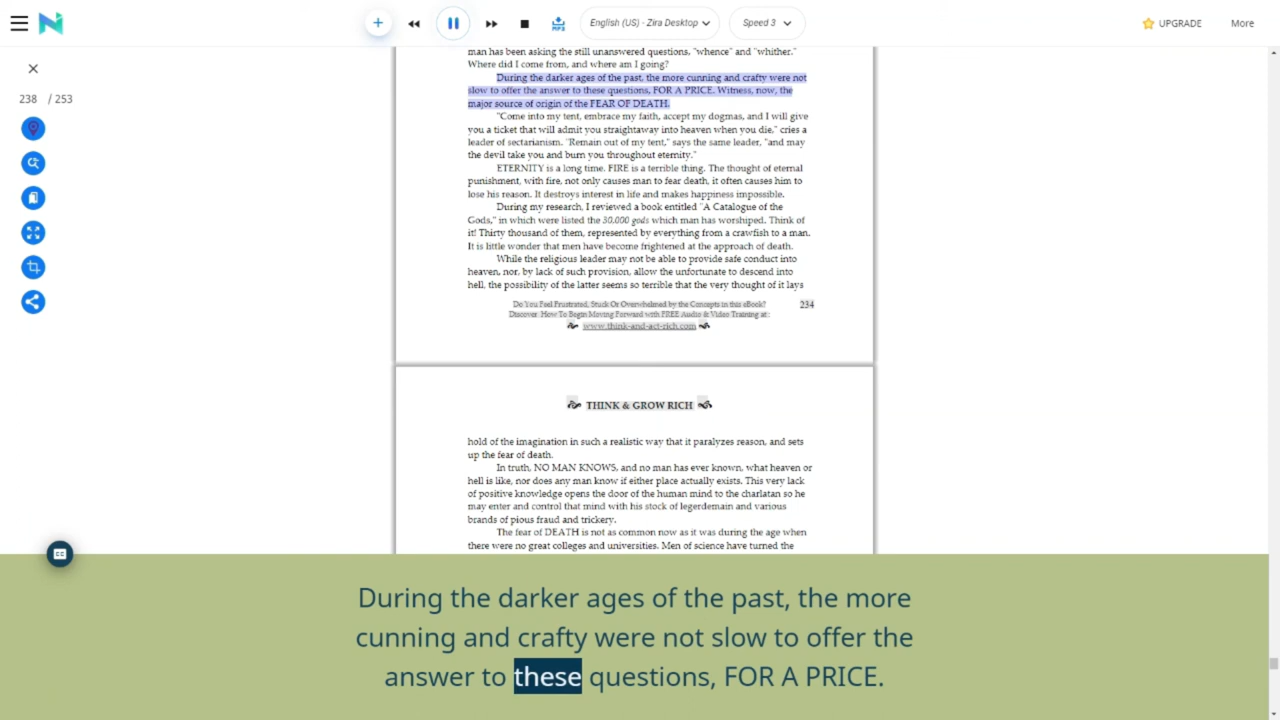 English (US) - Zira Desktop
Speed 3
UPGRADE
More
238 / 253
man has been asking the still unanswered questions, "whence" and "whither."
Where did I come from, and where am I going?
During the darker ages of the past, the more cunning and crafty were not
slow to offer the answer to these questions, FOR A PRICE. Witness, now, the
major source of origin of the FEAR OF DEATH.
"Come into my tent, embrace my faith, accept my dogmas, and I will give
you a ticket that will admit you straightaway into heaven when you die," cries a
leader of sectarianism. "Remain out of my tent," says the same leader, "and may
the devil take you and burn you throughout eternity."
ETERNITY is a long time. FIRE is a terrible thing. The thought of eternal
punishment, with fire, not only causes man to fear death, it often causes him to
lose his reason. It destroys interest in life and makes happiness impossible.
During my research, I reviewed a book entitled "A Catalogue of the
Gods," in which were listed the 30,000 gods which man has worshiped. Think of
it! Thirty thousand of them, represented by everything from a crawfish to a man.
It is little wonder that men have become frightened at the approach of death.
While the religious leader may not be able to provide safe conduct into
heaven, nor, by lack of such provision, allow the unfortunate to descend into
hell, the possibility of the latter seems so terrible that the very thought of it lays
Do You Feel Frustrated, Stuck Or Overwhelmed by the Concepts in this eBook?
234
Discover: How To Begin Moving Forward with FREE Audio & Video Training at:
www.think-and-act-rich.com
THINK & GROW RICH
hold of the imagination in such a realistic way that it paralyzes reason, and sets
up the fear of death.
In truth, NO MAN KNOWS, and no man has ever known, what heaven or
hell is like, nor does any man know if either place actually exists. This very lack
of positive knowledge opens the door of the human mind to the charlatan so he
may enter and control that mind with his stock of legerdemain and various
brands of pious fraud and trickery.
The fear of DEATH is not as common now as it was during the age when
there were no great colleges and universities. Men of science have turned the
CC
During the darker ages of the past, the more
cunning and crafty were not slow to offer the
answer to these questions, FOR A PRICE.